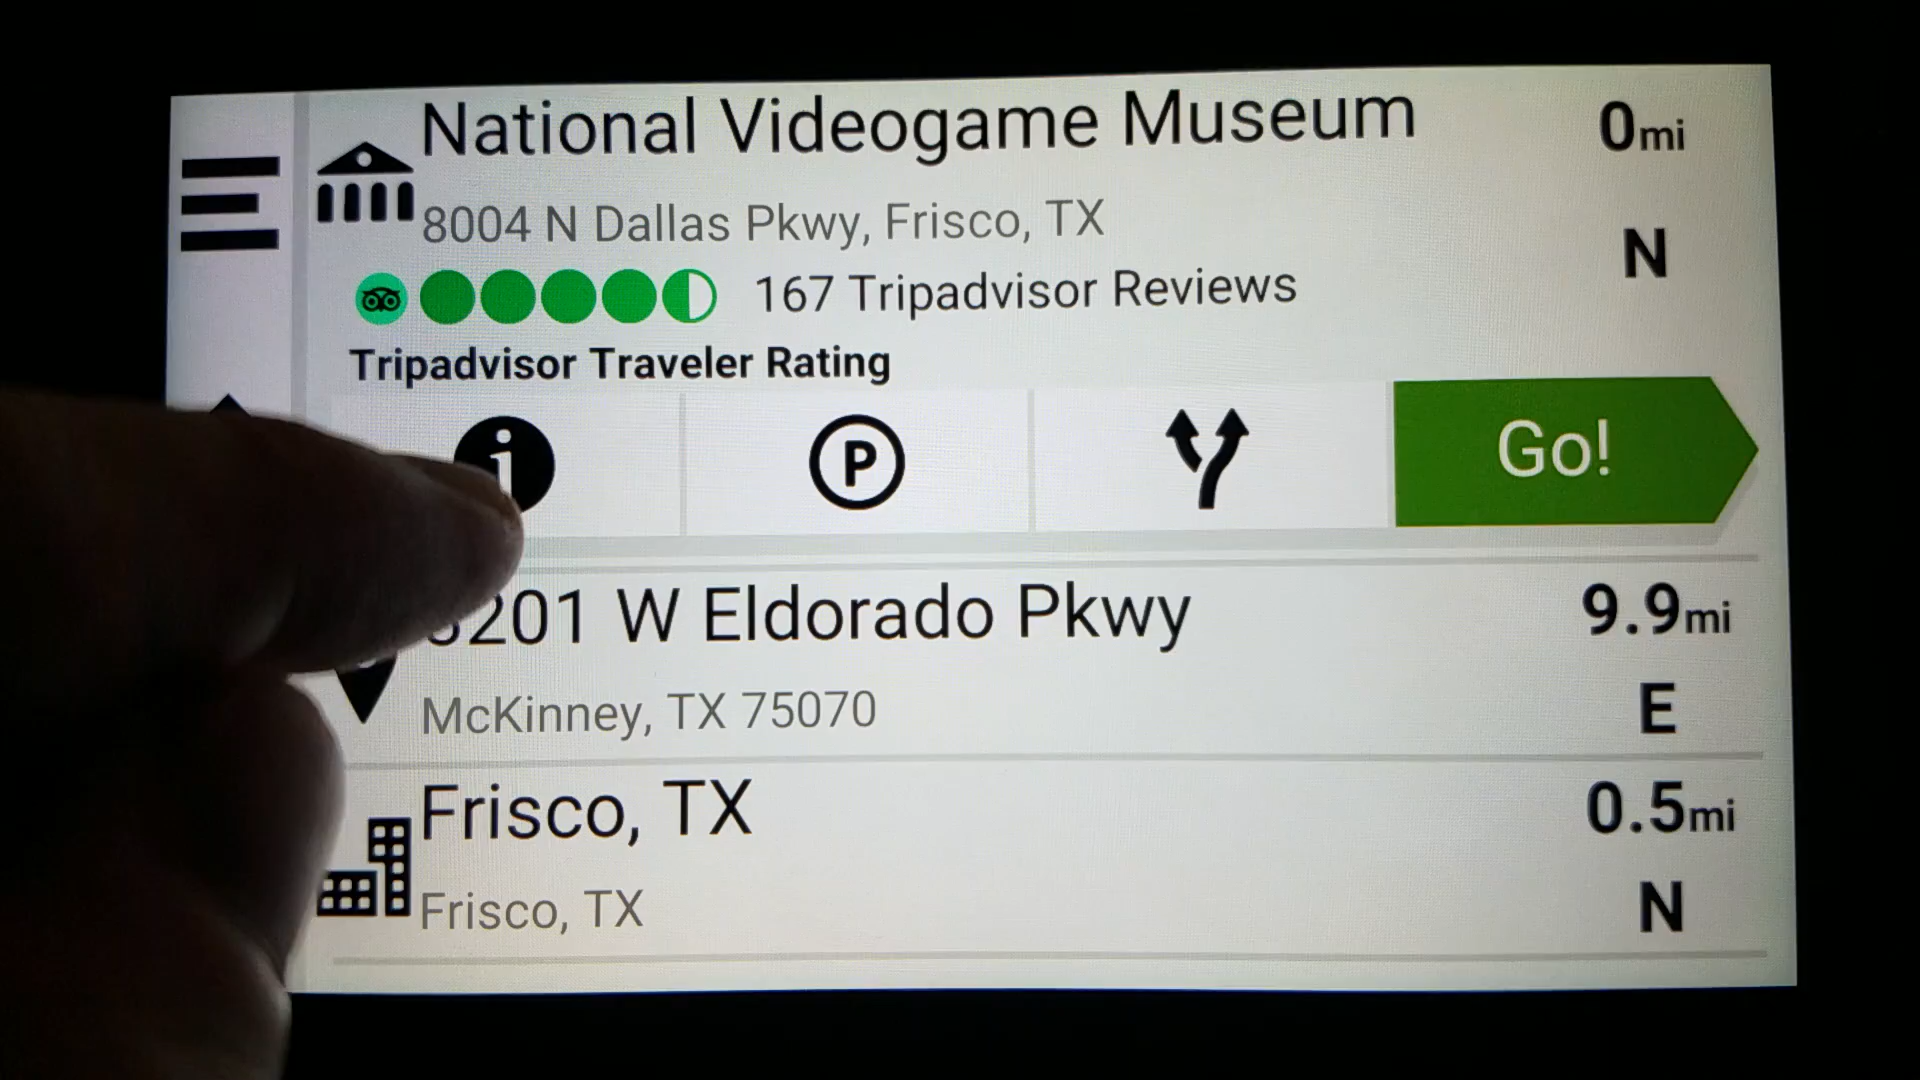 National Videogame Museum
0mi
8004 N Dallas Pkwy, Frisco, TX
N
167 Tripadvisor Reviews
Tripadvisor Traveler Rating
i
P
Go!
W Eldorado Pkwy
9.9mi
McKinney, TX 75070
E
Frisco, TX
0.5mi
Frisco, TX
N